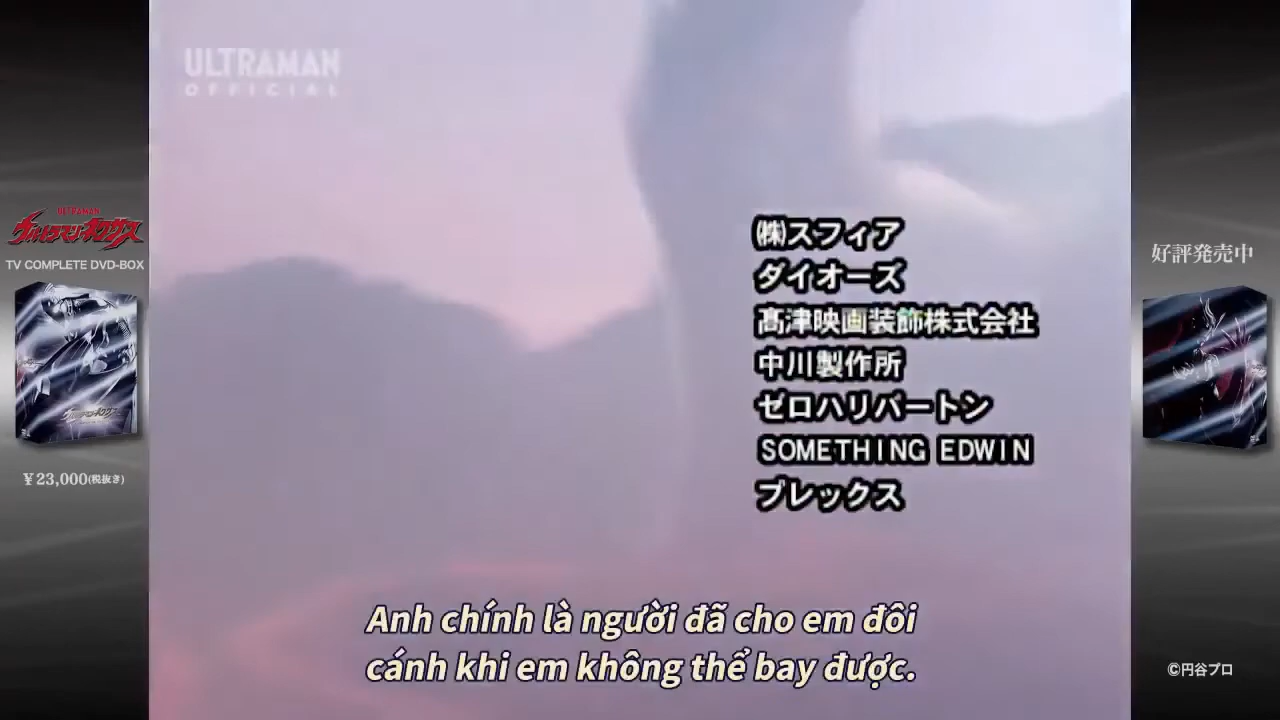 ULTRAMAN
OFFICIAL
ULTRAMAN
ウルトラマンネクサス
TV COMPLETE DVD-BOX
¥23,000(税抜き)
㈱スフィア
ダイオーズ
髙津映画装飾株式会社
中川製作所
ゼロハリバートン
SOMETHING EDWIN
プレックス
好評発売中
Anh chính là người đã cho em đôi
cánh khi em không thể bay được.
©円谷プロ